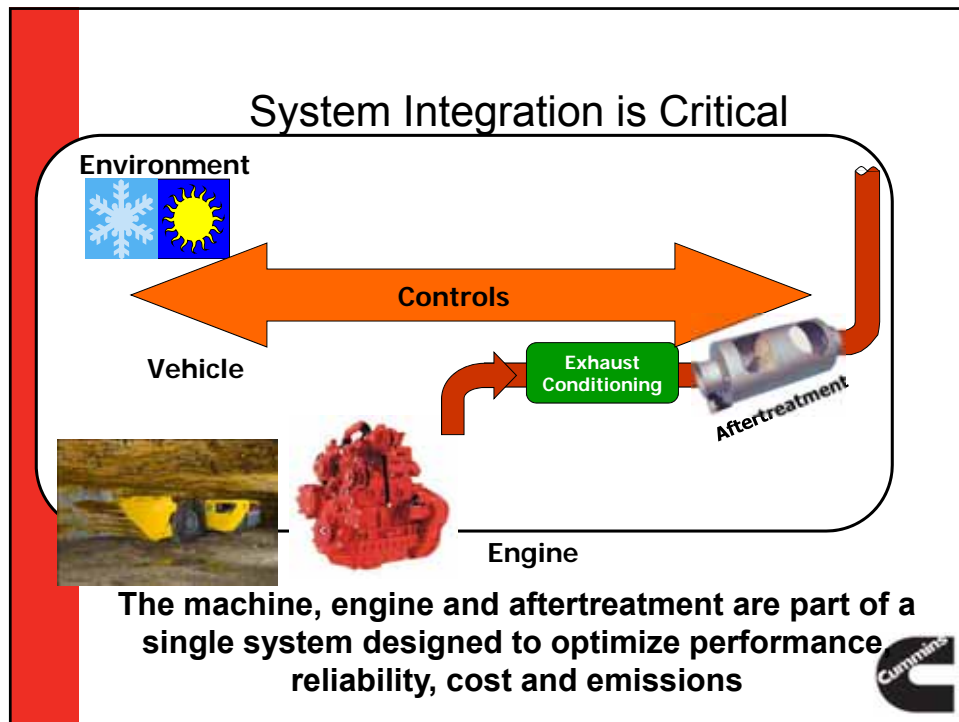 System Integration is Critical
Environment
Controls
Vehicle
Exhaust
Conditioning
Aftertreatment
Engine
The machine, engine and aftertreatment are part of a
single system designed to optimize performance,
reliability, cost and emissions
Cummins